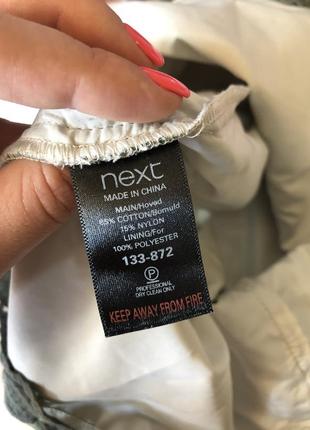 next
MADE IN CHINA
MAIN/Hoved
85% COTTON/Bomuld
15% NYLON
LINING/For
100% POLYESTER
133-872
P
PROFESSIONAL
DRY CLEAN ONLY
KEEP AWAY FROM FIRE